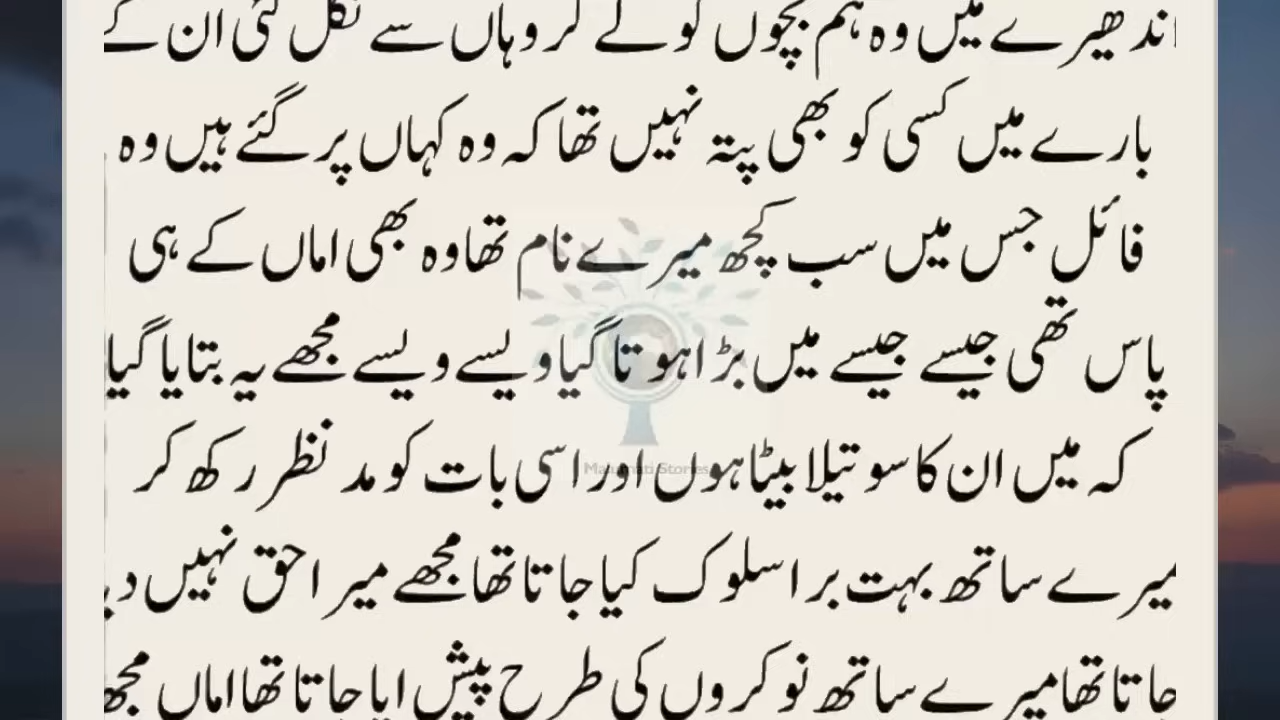 اندھیرے میں وہ ہم بچوں کو لے کر وہاں سے نکل گئی ان کے
بارے میں کسی کو بھی پتہ نہیں تھا کہ وہ کہاں پر گئے ہیں وہ
فائل جس میں سب کچھ میرے نام تھا وہ بھی اماں کے ہی
پاس تھی جیسے جیسے میں بڑا ہوتا گیا ویسے ویسے مجھے یہ بتایا گیا
کہ میں ان کا سوتیلا بیٹا ہوں اور اسی بات کو مد نظر رکھ کر
Malumati Stories
میرے ساتھ بہت برا سلوک کیا جاتا تھا مجھے میرا حق نہیں
جاتا تھا میرے ساتھ نوکروں کی طرح پیش ایا جاتا تھا اماں